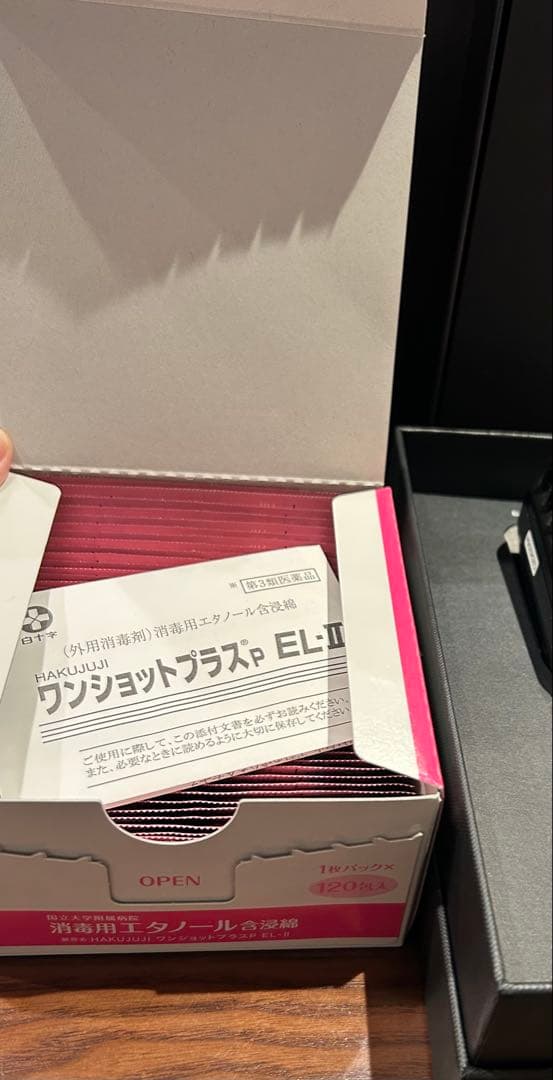 ※ 第3類医薬品
白十字
(外用消毒剤)消毒用エタノール含浸綿
HAKUJUJI
ワンショットプラス®P EL-Ⅱ
ご使用に際して、この添付文書を必ずお読みください。
また、必要なときに読めるように大切に保存してください。
OPEN
1枚パック×
120包入
国立大学附属病院
消毒用エタノール含浸綿
販売名 HAKUJUJI ワンショットプラスP EL-Ⅱ